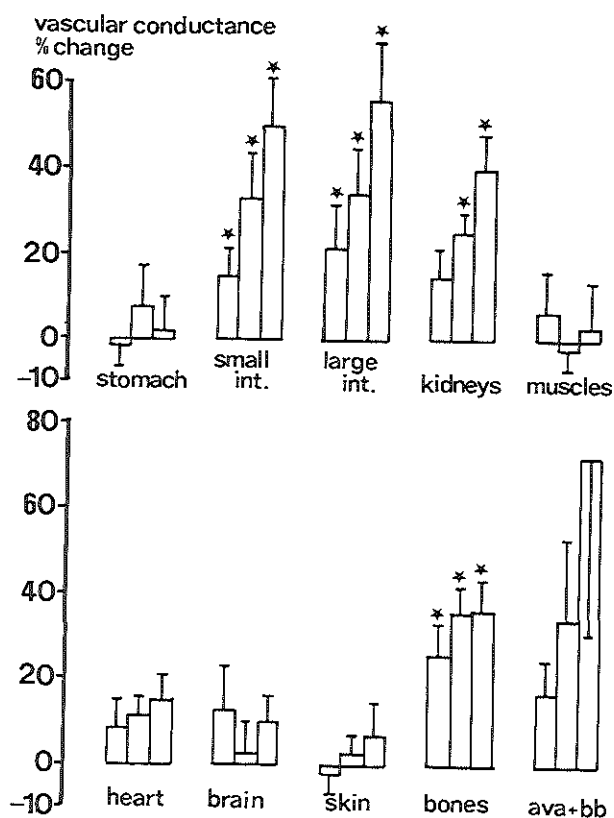 vascular conductance
% change
60
40
20
0
-10
stomach
small
int.
large
int.
kidneys
muscles
80
60
40
20
0
-10
heart
brain
skin
bones
ava+bb